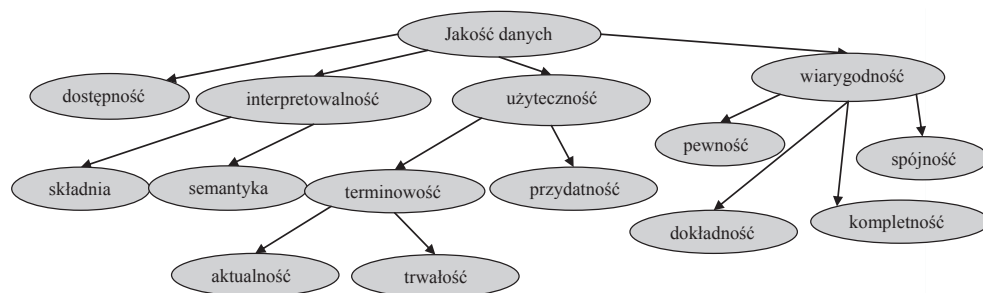 Jakość danych
dostępność
interpretowalność
użyteczność
wiarygodność
pewność
spójność
składnia
semantyka
terminowość
przydatność
dokładność
kompletność
aktualność
trwałość